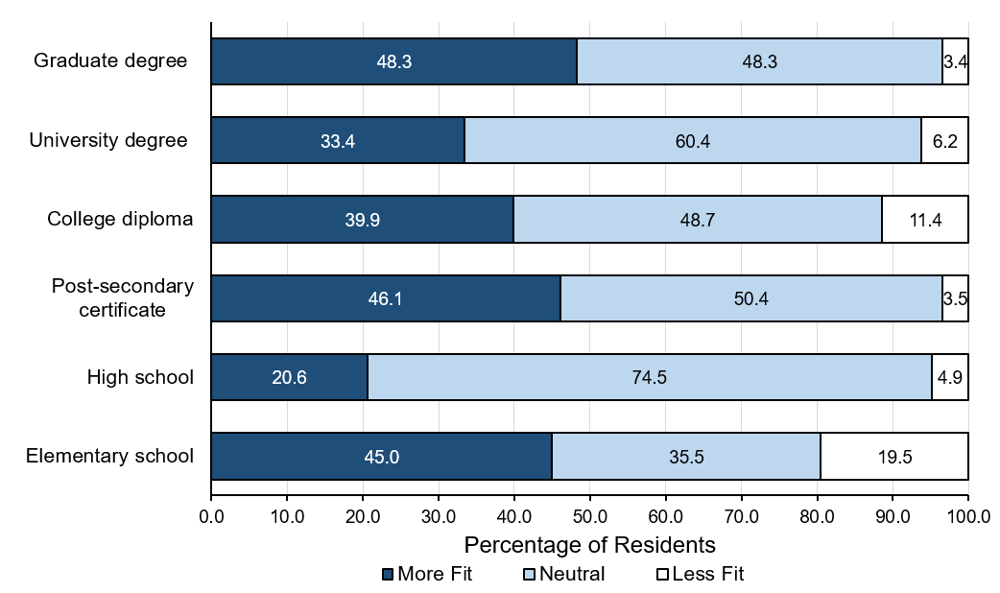 Graduate degree
48.3 48.3 3.4
University degree
33.4 60.4 6.2
College diploma
39.9 48.7 11.4
Post-secondary
certificate
46.1 50.4 3.5
High school
20.6 74.5 4.9
Elementary school
45.0 35.5 19.5
0.0 10.0 20.0 30.0 40.0 50.0 60.0 70.0 80.0 90.0 100.0
Percentage of Residents
More Fit Neutral Less Fit